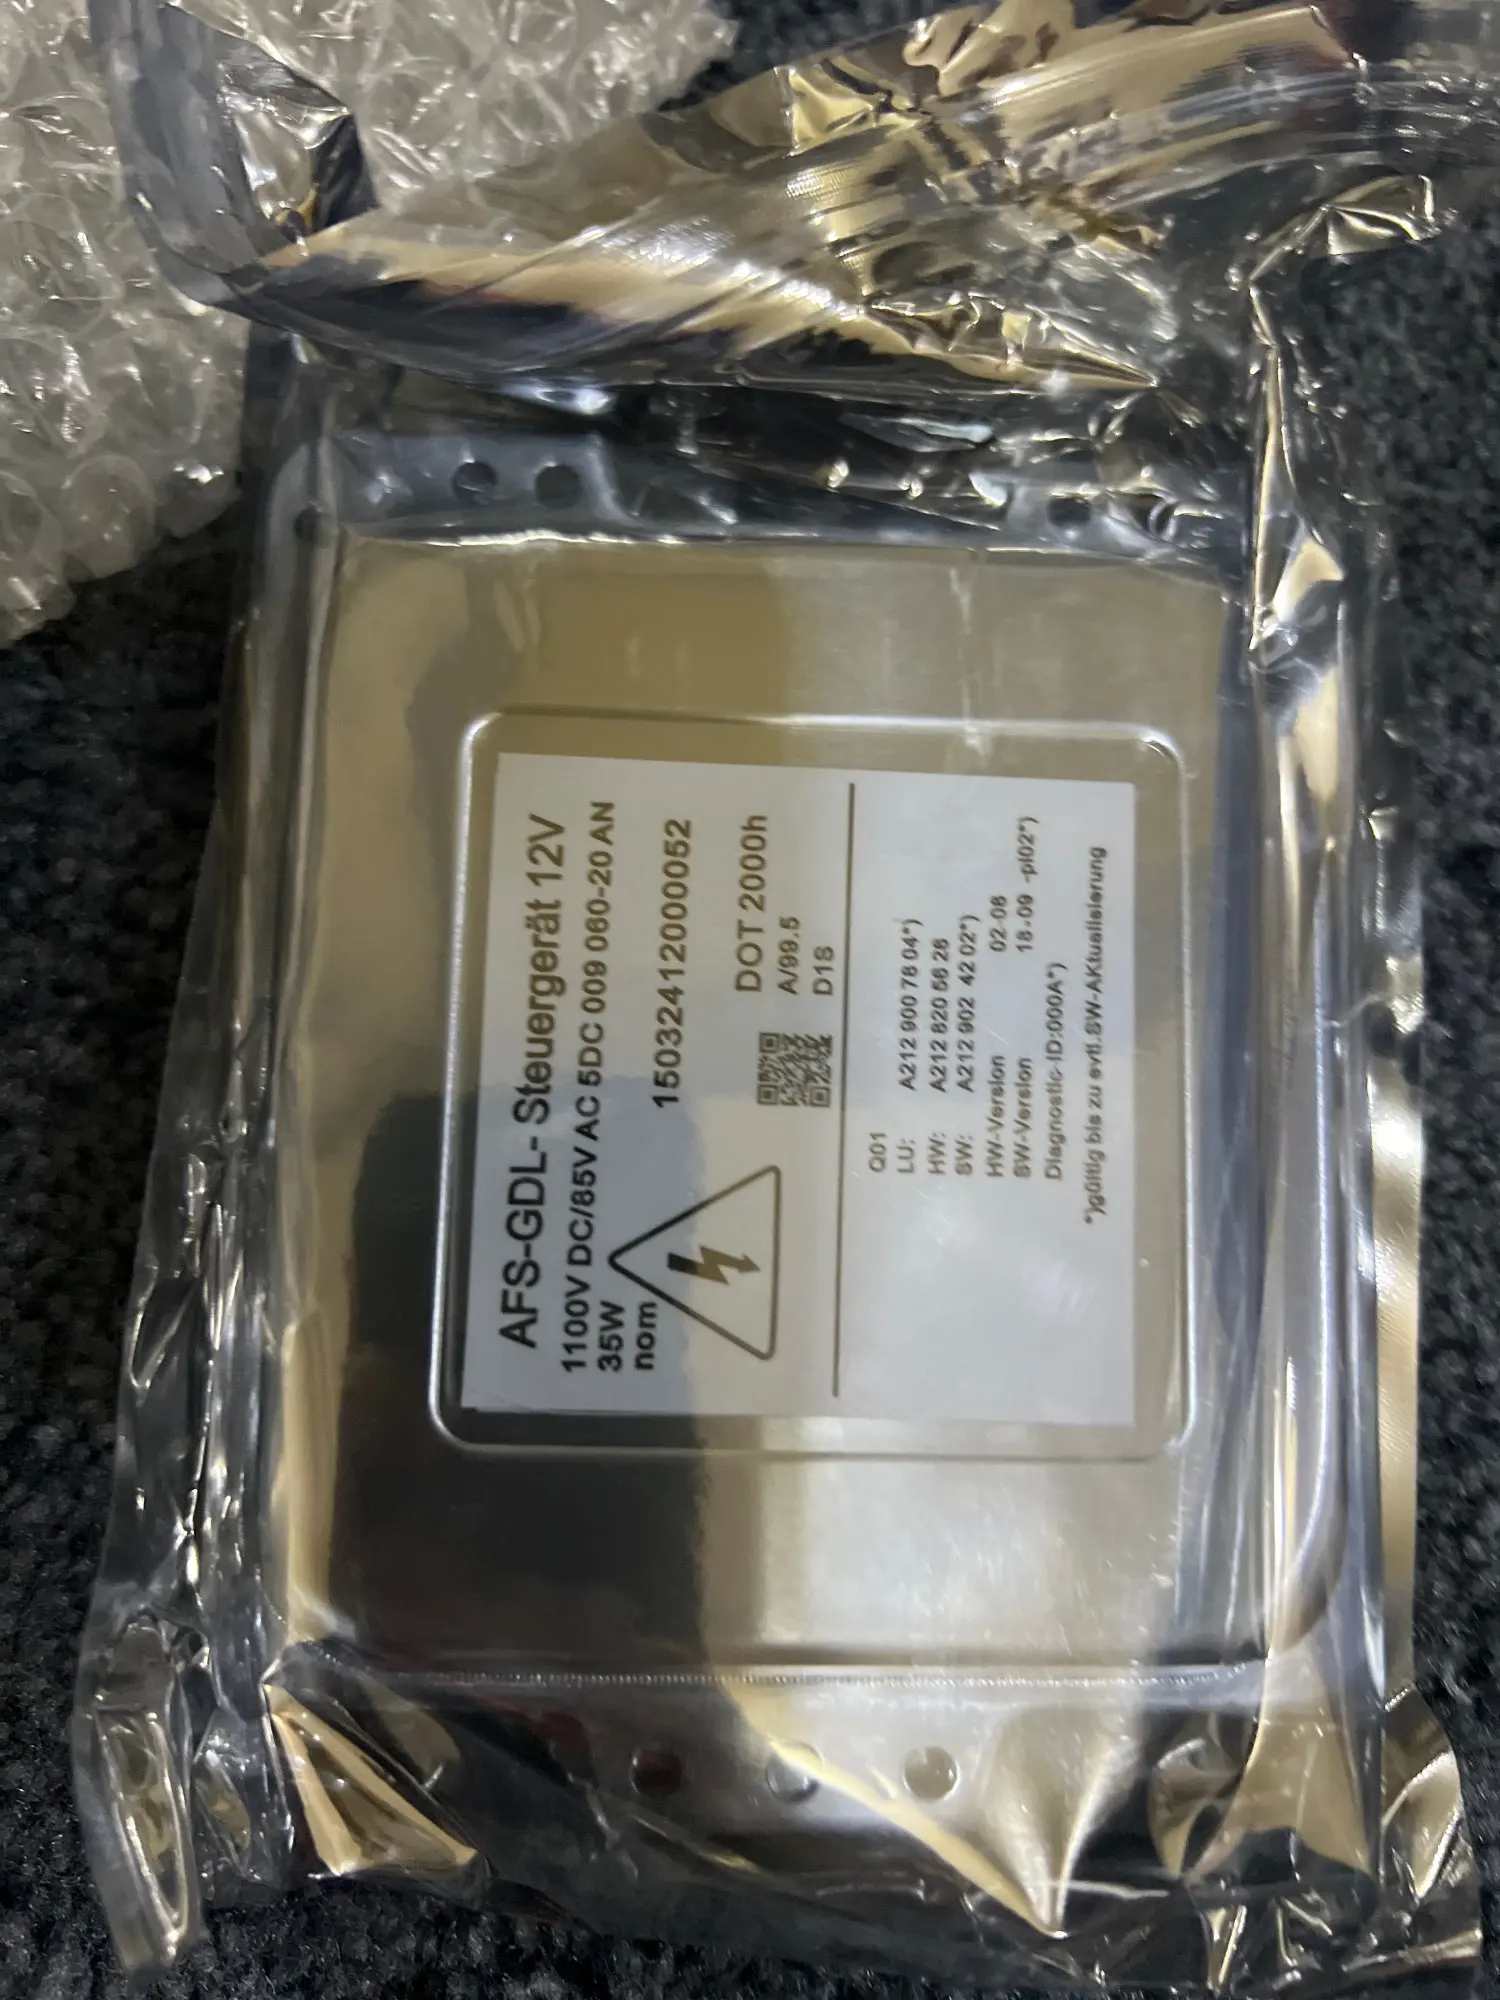 AFS-GDL- Steuergerät 12V
1100V DC/85V AC 5DC 009 060-20 AN
35W
nom
1503241200052
DOT 2000h
A/99.5
D1S
Q01
LU: A212 900 78 04*)
HW: A212 820 56 26
SW: A212 902 42 02*)
HW-Version 02-08
SW-Version 18-09 -pl02*)
Diagnostic-ID:000A*)
*)gültig bis zu evtl.SW-AKtualisierung